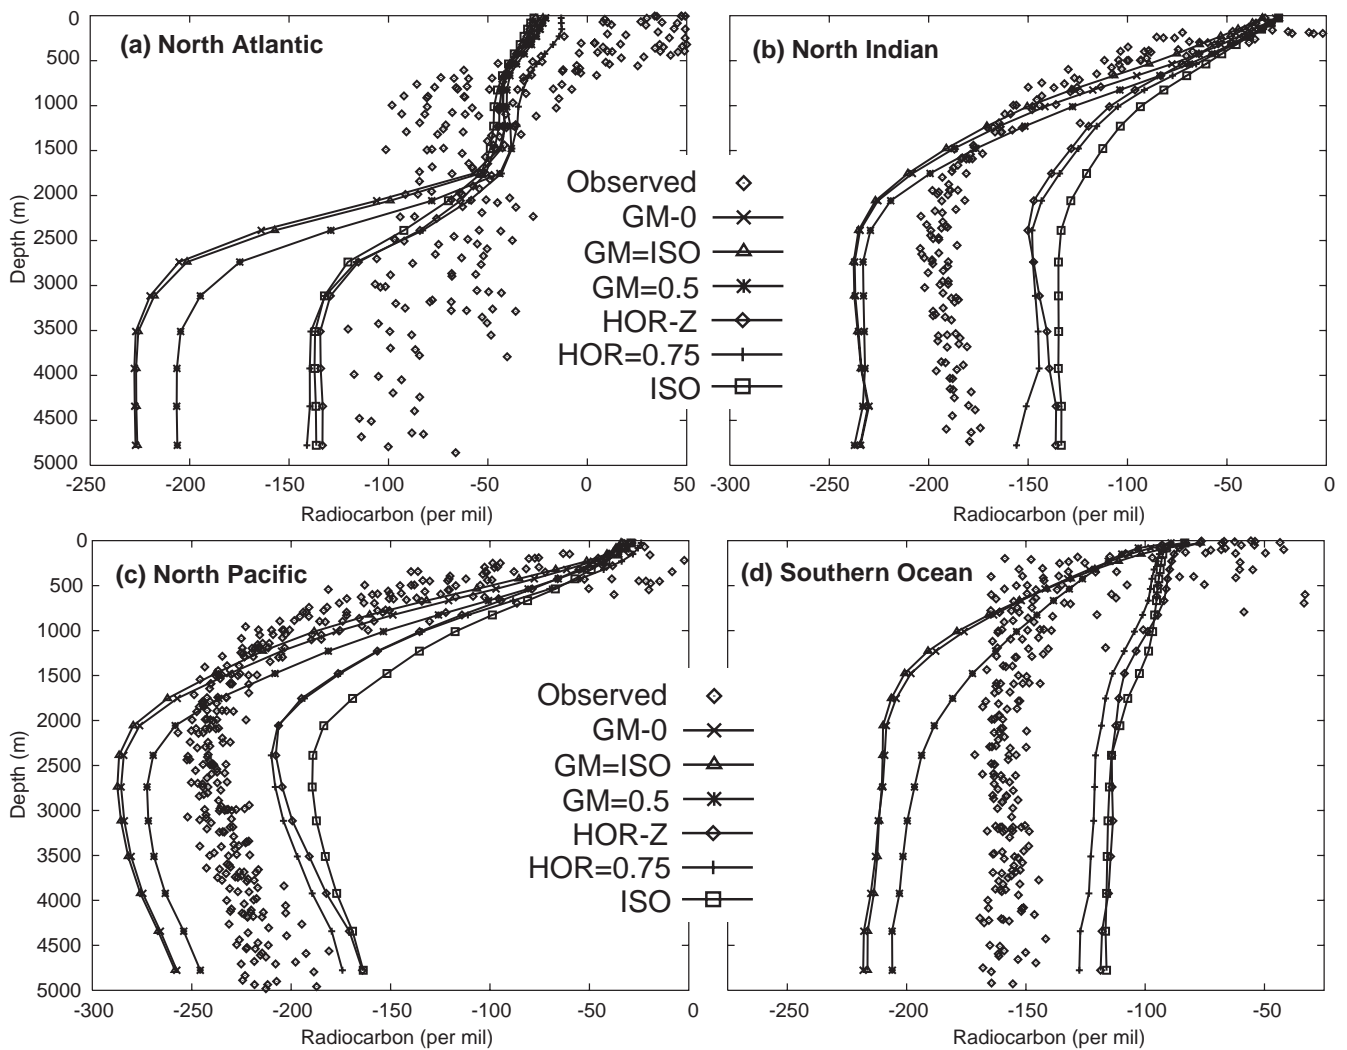 (a) North Atlantic
0
500
1000
1500
2000
2500
3000
3500
4000
4500
5000
Depth (m)
-250 -200 -150 -100 -50 0 50
Radiocarbon (per mil)
(b) North Indian
-300 -250 -200 -150 -100 -50 0
Radiocarbon (per mil)
Observed
GM-0
GM=ISO
GM=0.5
HOR-Z
HOR=0.75
ISO
(c) North Pacific
0
500
1000
1500
2000
2500
3000
3500
4000
4500
5000
Depth (m)
-300 -250 -200 -150 -100 -50 0
Radiocarbon (per mil)
(d) Southern Ocean
-250 -200 -150 -100 -50
Radiocarbon (per mil)
Observed
GM-0
GM=ISO
GM=0.5
HOR-Z
HOR=0.75
ISO